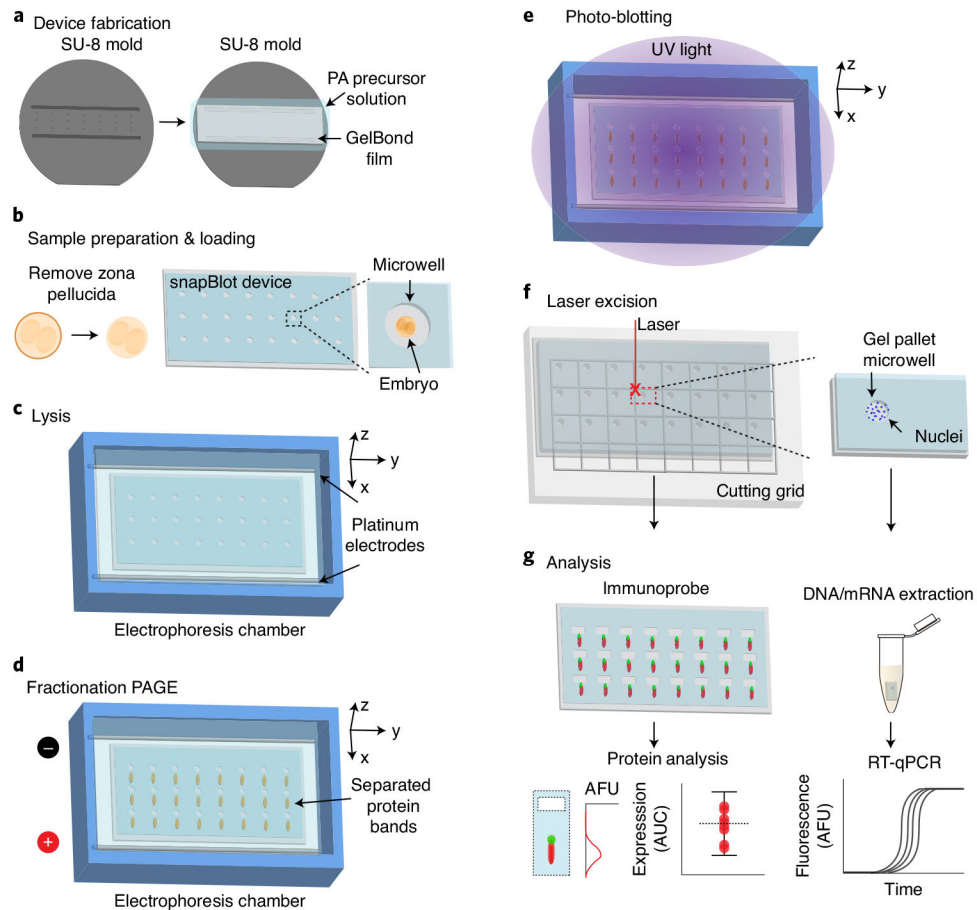 a
Device fabrication
SU-8 mold
SU-8 mold
PA precursor
solution
GelBond
film
b
Sample preparation & loading
Remove zona
pellucida
snapBlot device
Microwell
Embryo
c
Lysis
z
y
x
Platinum
electrodes
Electrophoresis chamber
d
Fractionation PAGE
−
+
z
y
x
Separated
protein
bands
Electrophoresis chamber
e
Photo-blotting
UV light
z
y
x
f
Laser excision
Laser
X
Gel pallet
microwell
Nuclei
Cutting grid
g
Analysis
Immunoprobe
DNA/mRNA extraction
Protein analysis
AFU
Expression
(AUC)
RT-qPCR
Fluorescence
(AFU)
Time